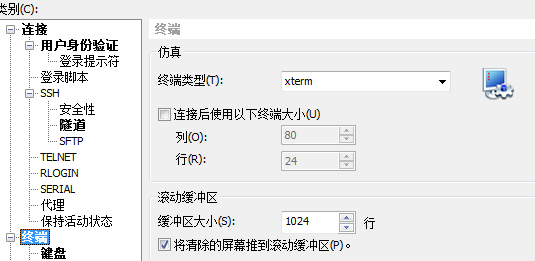 类别(C):
连接
用户身份验证
登录提示符
登录脚本
SSH
安全性
隧道
SFTP
TELNET
RLOGIN
SERIAL
代理
保持活动状态
终端
键盘
终端
仿真
终端类型(T): xterm
连接后使用以下终端大小(U)
列(O): 80
行(R): 24
滚动缓冲区
缓冲区大小(S): 1024 行
将清除的屏幕推到滚动缓冲区(P)。